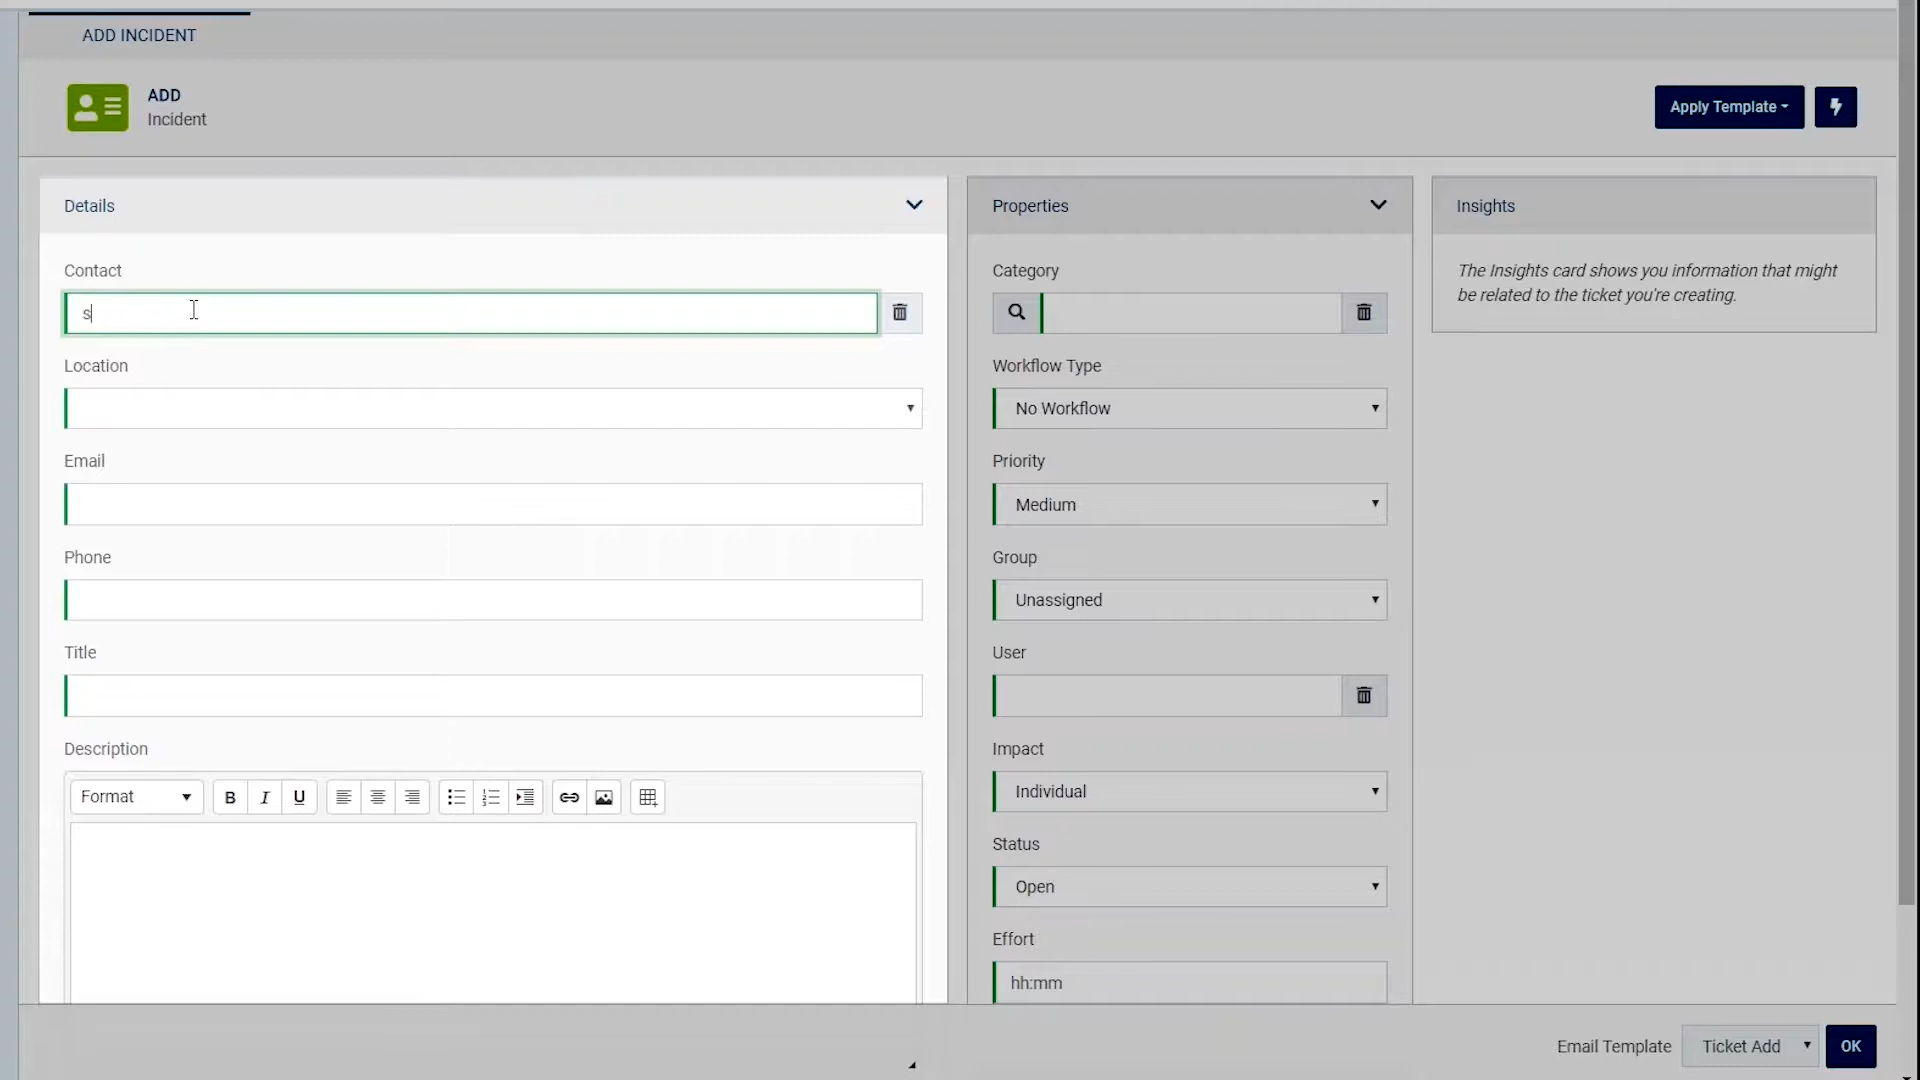 ADD INCIDENT
ADD
Incident
Apply Template
Details
Contact
s
Location
Email
Phone
Title
Description
Format
B I U
Properties
Category
Workflow Type
No Workflow
Priority
Medium
Group
Unassigned
User
Impact
Individual
Status
Open
Effort
hh:mm
Insights
The Insights card shows you information that might
be related to the ticket you're creating.
Email Template
Ticket Add
OK